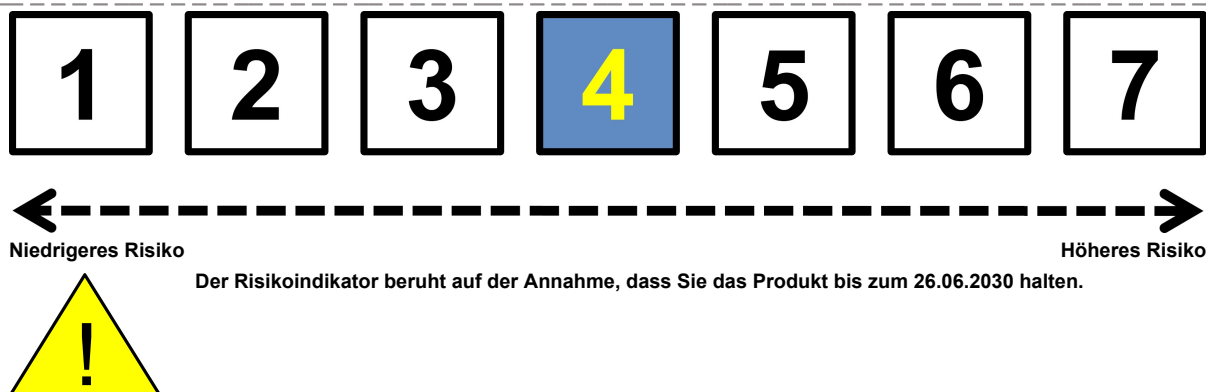 1 2 3 4 5 6 7
Niedrigeres Risiko Höheres Risiko
Der Risikoindikator beruht auf der Annahme, dass Sie das Produkt bis zum 26.06.2030 halten.
!